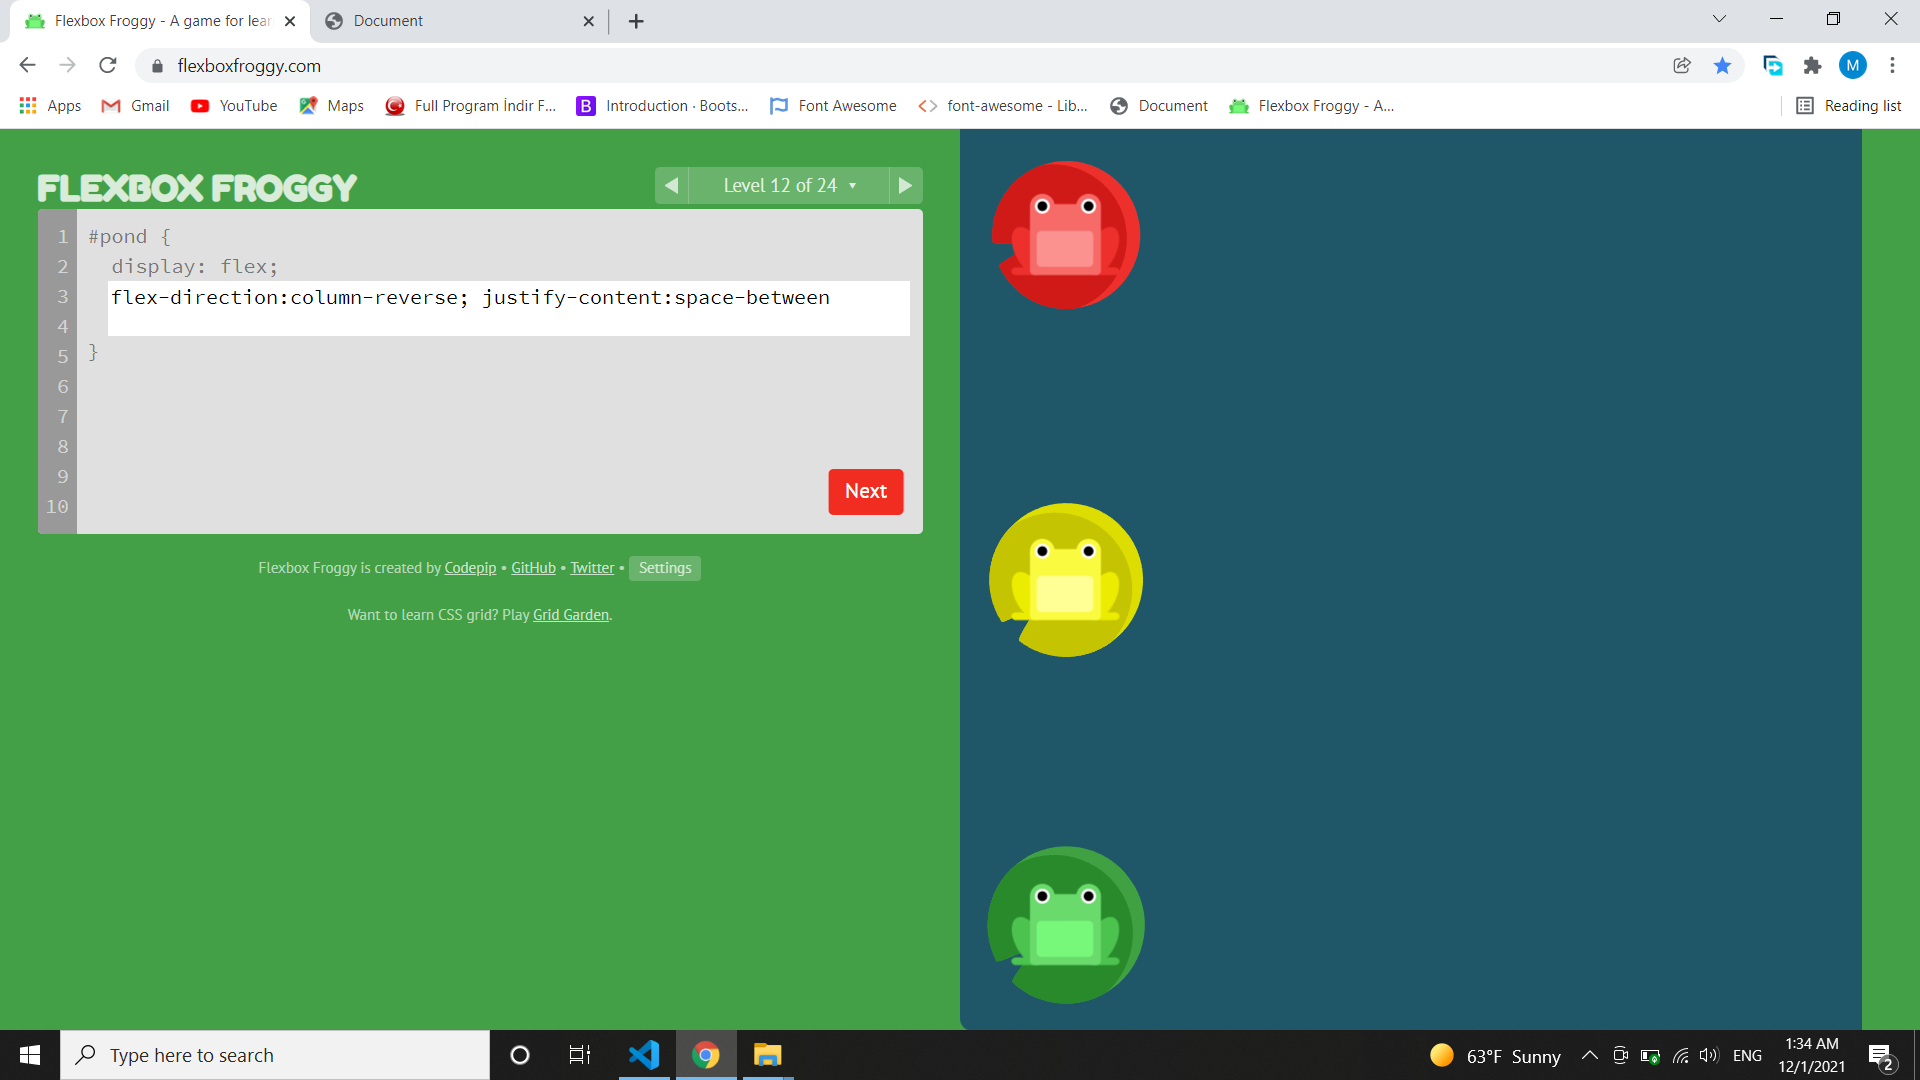 Flexbox Froggy - A game for lear
Document
flexboxfroggy.com
M
Apps
Gmail
YouTube
Maps
Full Program İndir F...
B
Introduction · Boots...
Font Awesome
font-awesome - Lib...
Document
Flexbox Froggy - A...
Reading list
FLEXBOX FROGGY
Level 12 of 24
1 #pond {
2 display: flex;
3 flex-direction:column-reverse; justify-content:space-between
4
5 }
6
7
8
9
10
Next
Flexbox Froggy is created by Codepip • GitHub • Twitter • Settings
Want to learn CSS grid? Play Grid Garden.
Type here to search
63°F Sunny
ENG
1:34 AM
12/1/2021
2